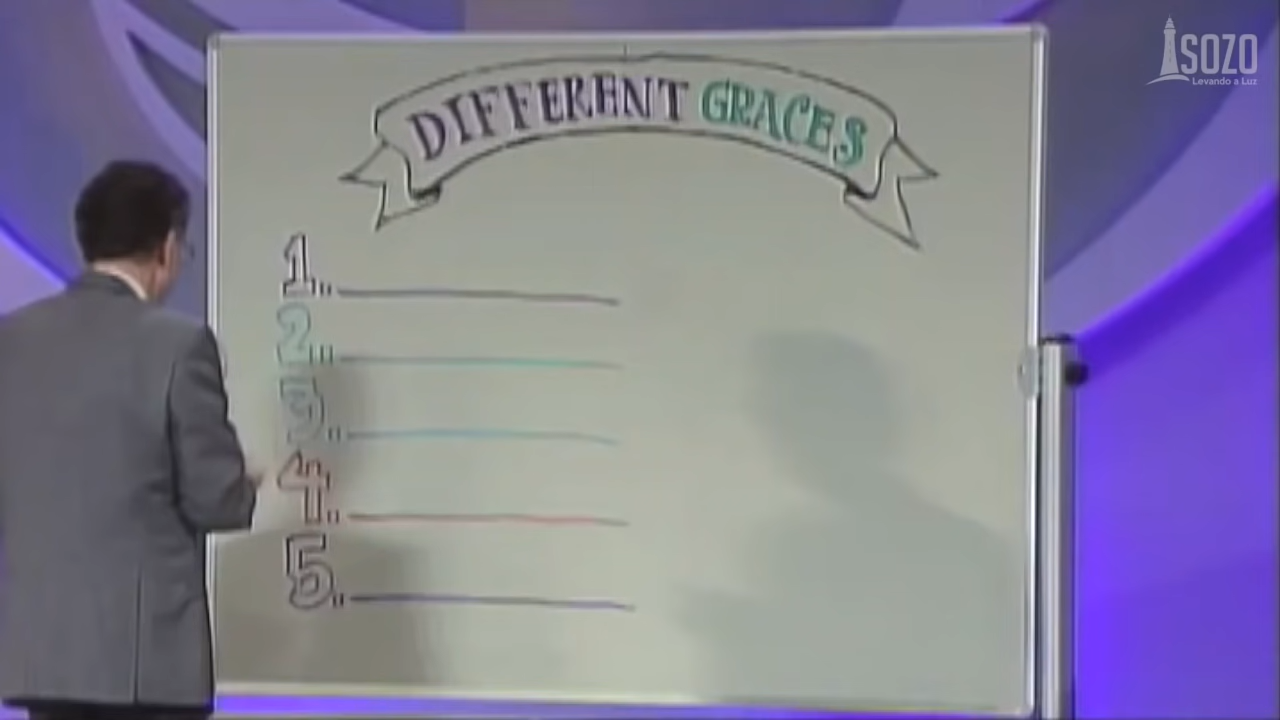 SOZO
Levando a Luz
DIFFERENT GRACES
1.
2.
3.
4.
5.